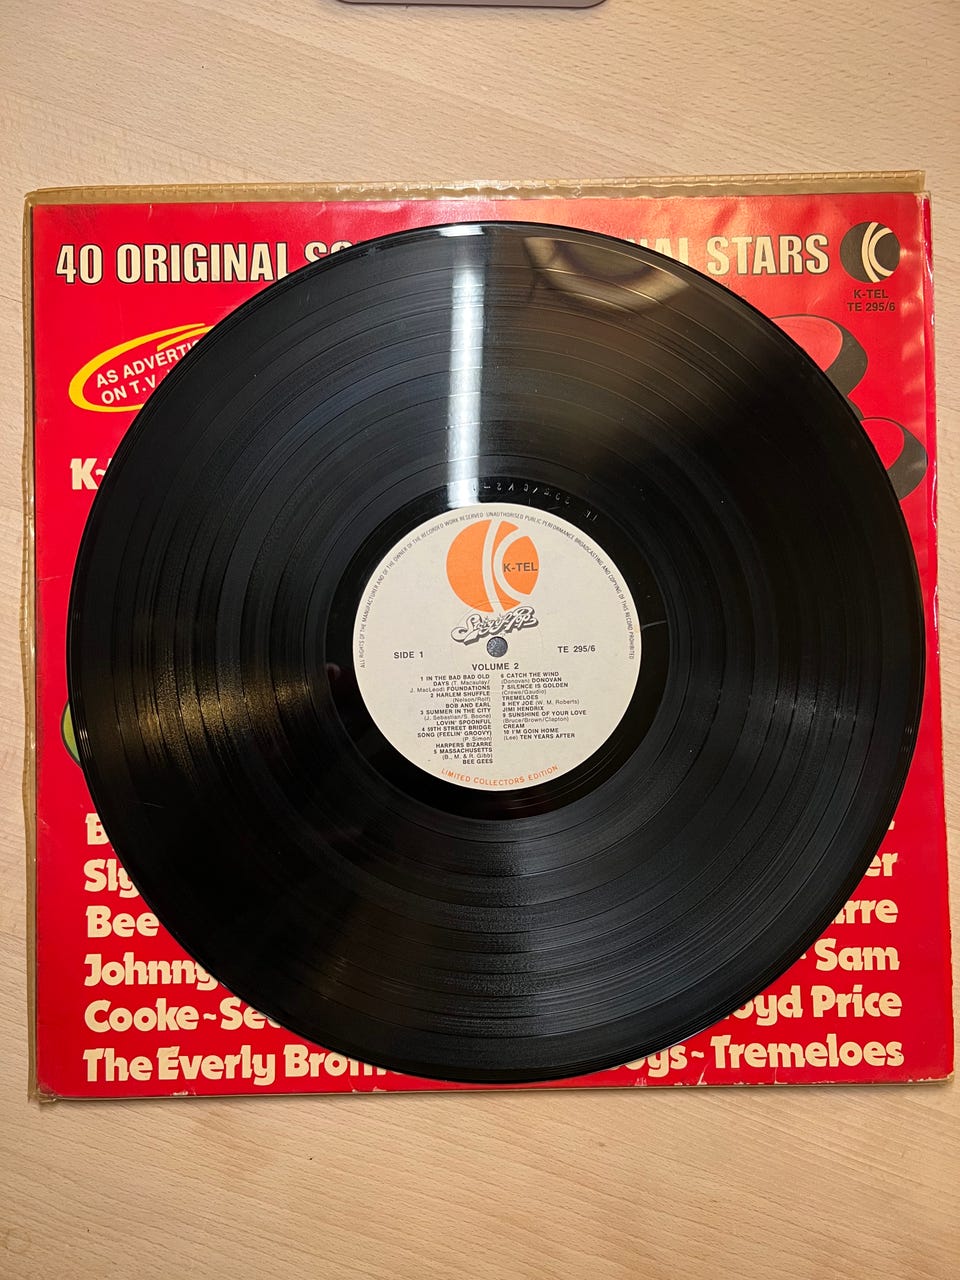 40 ORIGINAL STARS
K-TEL
TE 295/6
AS ADVERTIS
ON T.V.
K~
ALL RIGHTS OF THE MANUFACTURER AND OF THE OWNER OF THE RECORDED WORK RESERVED UNAUTHORISED PUBLIC PERFORMANCE BROADCASTING AND COPYING OF THIS RECORD PROHIBITED
K-TEL
Story of Pop
SIDE 1
TE 295/6
VOLUME 2
1 IN THE BAD BAD OLD
DAYS (T. Macaulay/
J. MacLeod) FOUNDATIONS
2 HARLEM SHUFFLE
(Nelson/Rolf)
BOB AND EARL
3 SUMMER IN THE CITY
(J. Sebastian/S. Boone)
LOVIN' SPOONFUL
4 59TH STREET BRIDGE
SONG (FEELIN' GROOVY)
(P. Simon)
HARPERS BIZARRE
5 MASSACHUSETTS
(B., M. & R. Gibb)
BEE GEES
6 CATCH THE WIND
(Donovan) DONOVAN
7 SILENCE IS GOLDEN
(Crewe/Gaudio)
TREMELOES
8 HEY JOE (W. M. Roberts)
JIMI HENDRIX
9 SUNSHINE OF YOUR LOVE
(Bruce/Brown/Clapton)
CREAM
10 I'M GOIN HOME
(Lee) TEN YEARS AFTER
LIMITED COLLECTORS EDITION
B
Sly er
Bee rre
Johnny ~ Sam
Cooke~Se oyd Price
The Everly Bro oys~Tremeloes